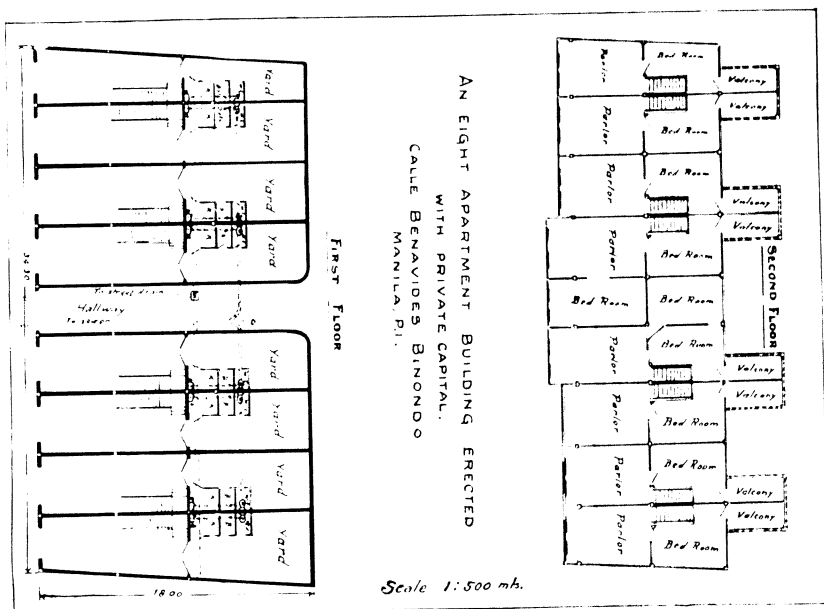 AN EIGHT APARTMENT BUILDING ERECTED
WITH PRIVATE CAPITAL.
CALLE BENAVIDES BINONDO
MANILA, P.I.
FIRST FLOOR
Yard
Yard
Yard
Yard
Hallway
Yard
Yard
Yard
Yard
18.00
SECOND FLOOR
Parlor
Bed Room
Valcony
Valcony
Parlor
Bed Room
Parlor
Bed Room
Valcony
Valcony
Parlor
Bed Room
Bed Room
Bed Room
Parlor
Bed Room
Valcony
Valcony
Parlor
Bed Room
Parlor
Bed Room
Valcony
Valcony
Parlor
Bed Room
Scale 1:500 mts.